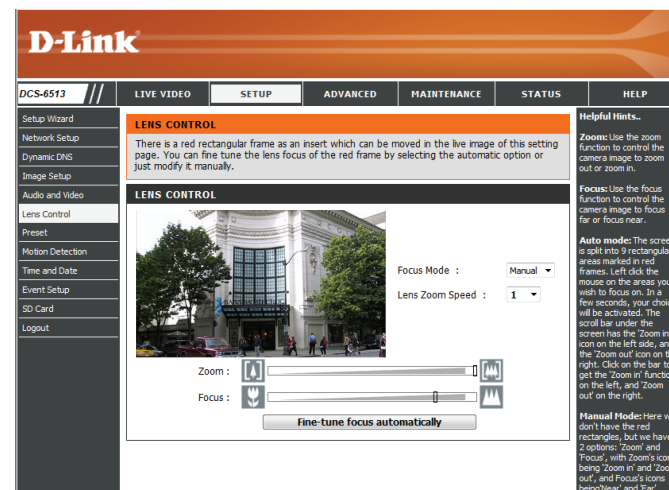 D-Link
DCS-6513
LIVE VIDEO
SETUP
ADVANCED
MAINTENANCE
STATUS
HELP
Setup Wizard
Network Setup
Dynamic DNS
Image Setup
Audio and Video
Lens Control
Preset
Motion Detection
Time and Date
Event Setup
SD Card
Logout
LENS CONTROL
There is a red rectangular frame as an insert which can be moved in the live image of this setting
page. You can fine tune the lens focus of the red frame by selecting the automatic option or
just modify it manually.
LENS CONTROL
Focus Mode :
Manual
Lens Zoom Speed :
1
Zoom :
Focus :
Fine-tune focus automatically
Helpful Hints..
Zoom: Use the zoom
function to control the
camera image to zoom
out or zoom in.
Focus: Use the focus
function to control the
camera image to focus
far or focus near.
Auto mode: The scree
is split into 9 rectangula
areas marked in red
frames. Left click the
mouse on the areas you
wish to focus on. In a
few seconds, your choi
will be activated. The
scroll bar under the
screen has the 'Zoom in
icon on the left side, an
the 'Zoom out' icon on t
right. Click on the bar to
get the 'Zoom in' functio
on the left, and 'Zoom
out' on the right.
Manual Mode: Here w
don't have the red
rectangles, but we have
2 options: 'Zoom' and
'Focus', with Zoom's icon
being 'Zoom in' and 'Zoo
out', and Focus's icons
being'Near' and 'Far'